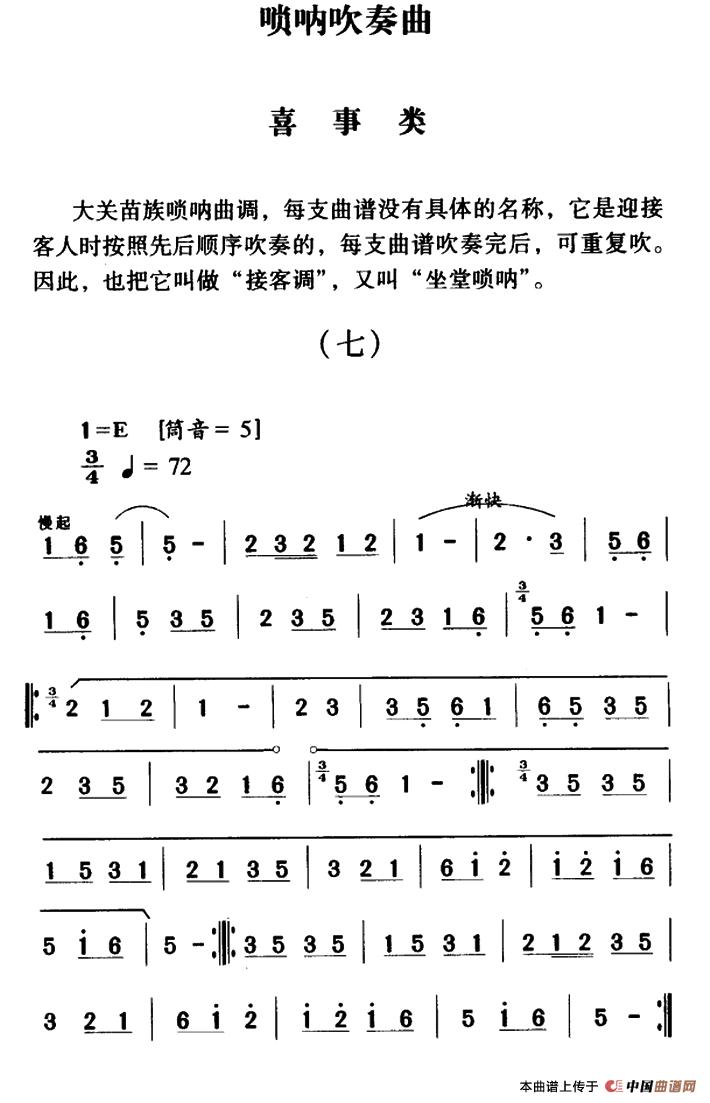 唢呐吹奏曲
喜 事 类
大关苗族唢呐曲调，每支曲谱没有具体的名称，它是迎接
客人时按照先后顺序吹奏的，每支曲谱吹奏完后，可重复吹。
因此，也把它叫做“接客调”，又叫“坐堂唢呐”。
（七）
1=E [筒音=5]
3/4 ♩=72
慢起 渐快
1 6̣ 5̣ | 5̣ - | 2 3 2 1 2 | 1 - | 2 · 3 | 5̣ 6̣ |
1 6̣ | 5̣ 3 5 | 2 3 5 | 2 3 1 6̣ | 3/4 5̣ 6̣ 1 - |
|: 3/4 2 1 2 | 1 - | 2 3 | 3 5̣ 6̣ 1 | 6̣ 5̣ 3 5 |
2 3 5 | 3 2 1 6̣ | 3/4 5̣ 6̣ 1 - :|: 3/4 3 5 3 5 |
1 5 3 1 | 2 1 3 5 | 3 2 1 | 6 i 2̇ | i 2̇ i 6 |
5 i 6 | 5 - :|: 3 5 3 5 | 1 5 3 1 | 2 1 2 3 5 |
3 2 1 | 6 i 2̇ | i 2̇ i 6 | 5 i 6 | 5 - :|
本曲谱上传于 中国曲谱网